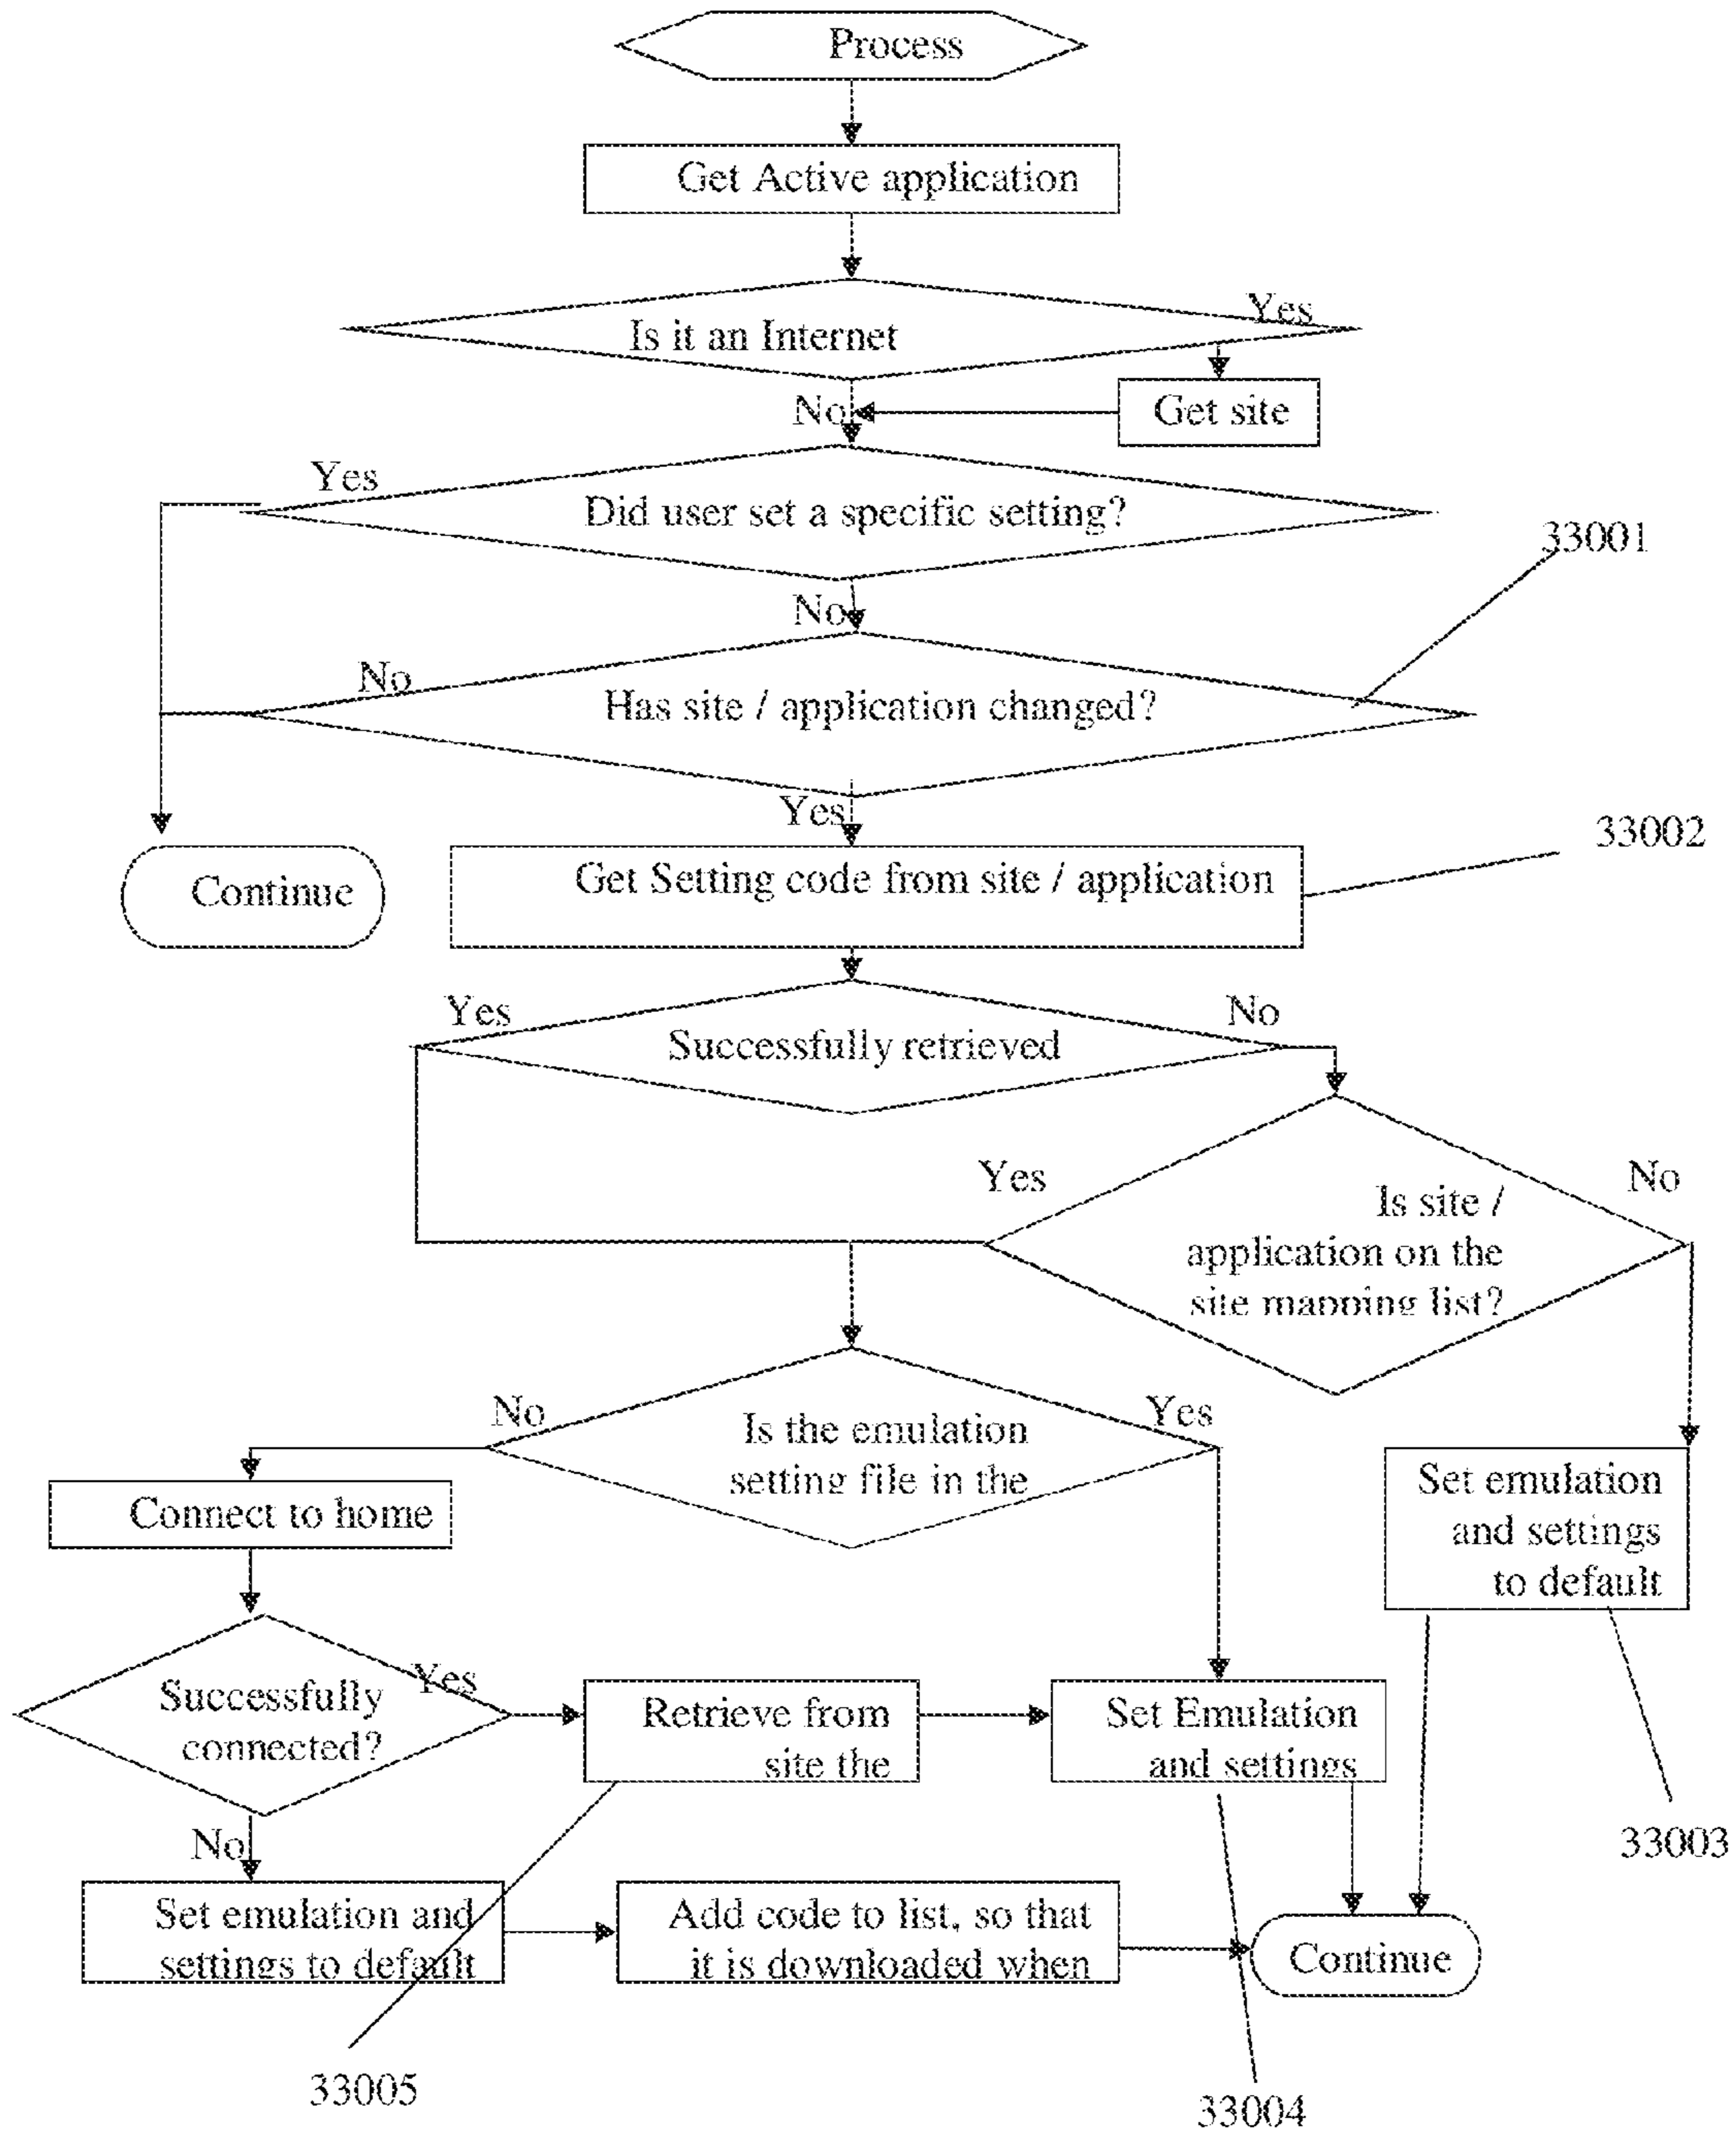 Process
Get Active application
Yes
Is it an Internet
No
Get site
Yes
Did user set a specific setting?
33001
No
No
Has site / application changed?
Yes
33002
Get Setting code from site / application
Continue
Yes
No
Successfully retrieved
Yes
No
Is site /
application on the
site mapping list?
No
Yes
Is the emulation
setting file in the
Set emulation
and settings
to default
Connect to home
Yes
Successfully
connected?
Retrieve from
site the
Set Emulation
and settings
33003
No
Set emulation and
settings to default
Add code to list, so that
it is downloaded when
Continue
33005
33004